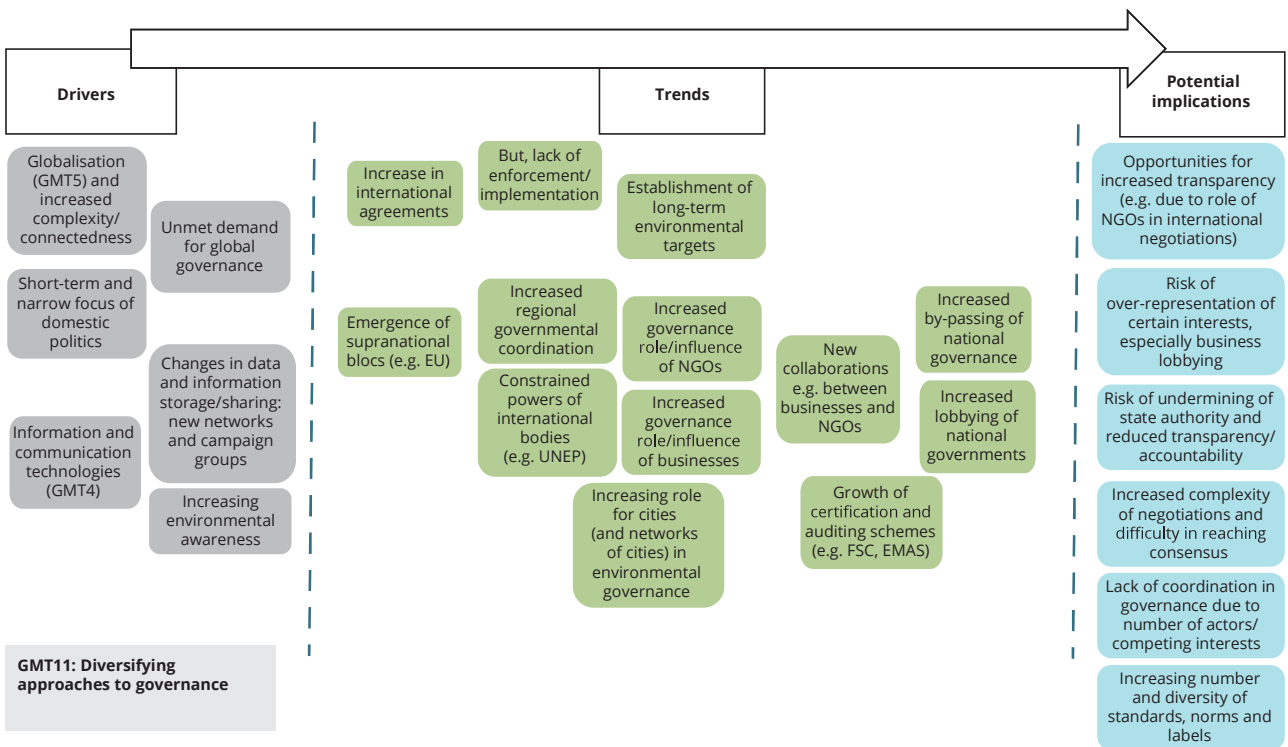 Drivers
Trends
Potential
implications
Globalisation
(GMT5) and
increased
complexity/
connectedness
Unmet demand
for global
governance
Short-term and
narrow focus of
domestic
politics
Changes in data
and information
storage/sharing:
new networks
and campaign
groups
Information and
communication
technologies
(GMT4)
Increasing
environmental
awareness
GMT11: Diversifying
approaches to governance
Increase in
international
agreements
But, lack of
enforcement/
implementation
Establishment of
long-term
environmental
targets
Emergence of
supranational
blocs (e.g. EU)
Increased
regional
governmental
coordination
Constrained
powers of
international
bodies
(e.g. UNEP)
Increased
governance
role/influence
of NGOs
Increased
governance
role/influence
of businesses
Increasing role
for cities
(and networks
of cities) in
environmental
governance
New
collaborations
e.g. between
businesses and
NGOs
Increased
by-passing of
national
governance
Increased
lobbying of
national
governments
Growth of
certification and
auditing schemes
(e.g. FSC, EMAS)
Opportunities for
increased transparency
(e.g. due to role of
NGOs in international
negotiations)
Risk of
over-representation of
certain interests,
especially business
lobbying
Risk of undermining of
state authority and
reduced transparency/
accountability
Increased complexity
of negotiations and
difficulty in reaching
consensus
Lack of coordination in
governance due to
number of actors/
competing interests
Increasing number
and diversity of
standards, norms and
labels